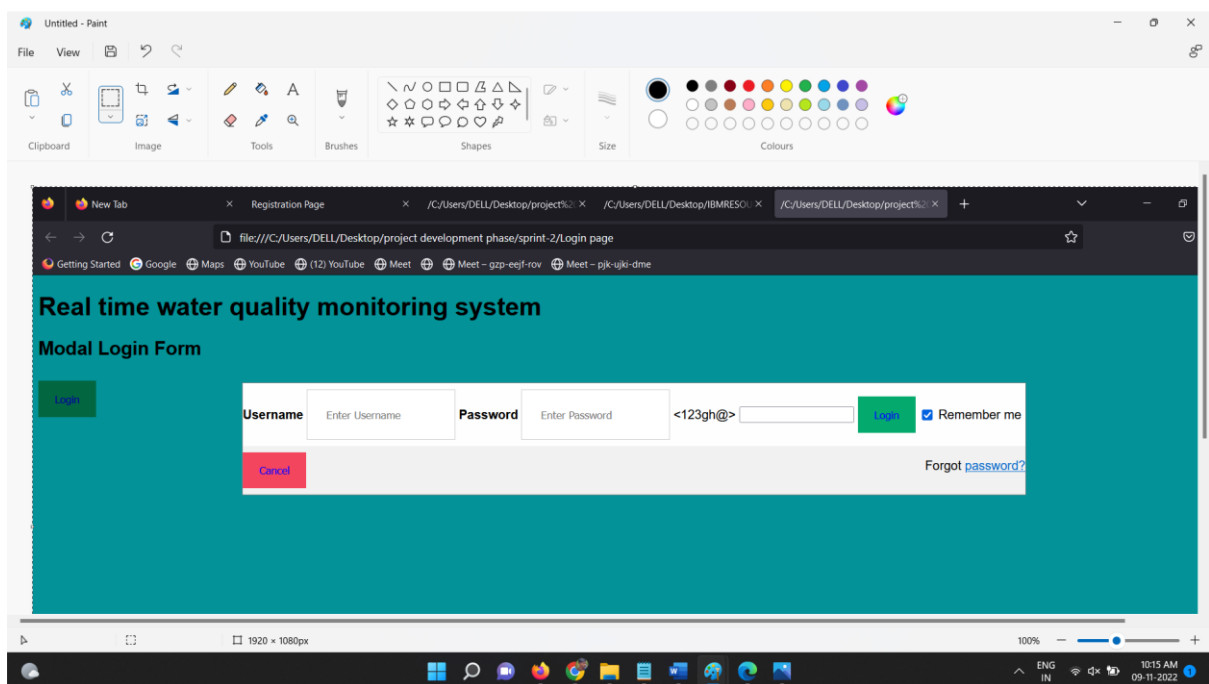 Untitled - Paint
File View
Clipboard Image Tools Brushes Shapes Size Colours
New Tab × Registration Page × /C:/Users/DELL/Desktop/project%2 × /C:/Users/DELL/Desktop/IBMRESOU × /C:/Users/DELL/Desktop/project%2 × +
file:///C:/Users/DELL/Desktop/project development phase/sprint-2/Login page
Getting Started Google Maps YouTube (12) YouTube Meet Meet – gzp-eejf-rov Meet – pjk-ujki-dme
Real time water quality monitoring system
Modal Login Form
Login
Username Enter Username Password Enter Password <123gh@> Login Remember me
Cancel Forgot password?
1920 × 1080px 100%
ENG 10:15 AM
IN 09-11-2022 1